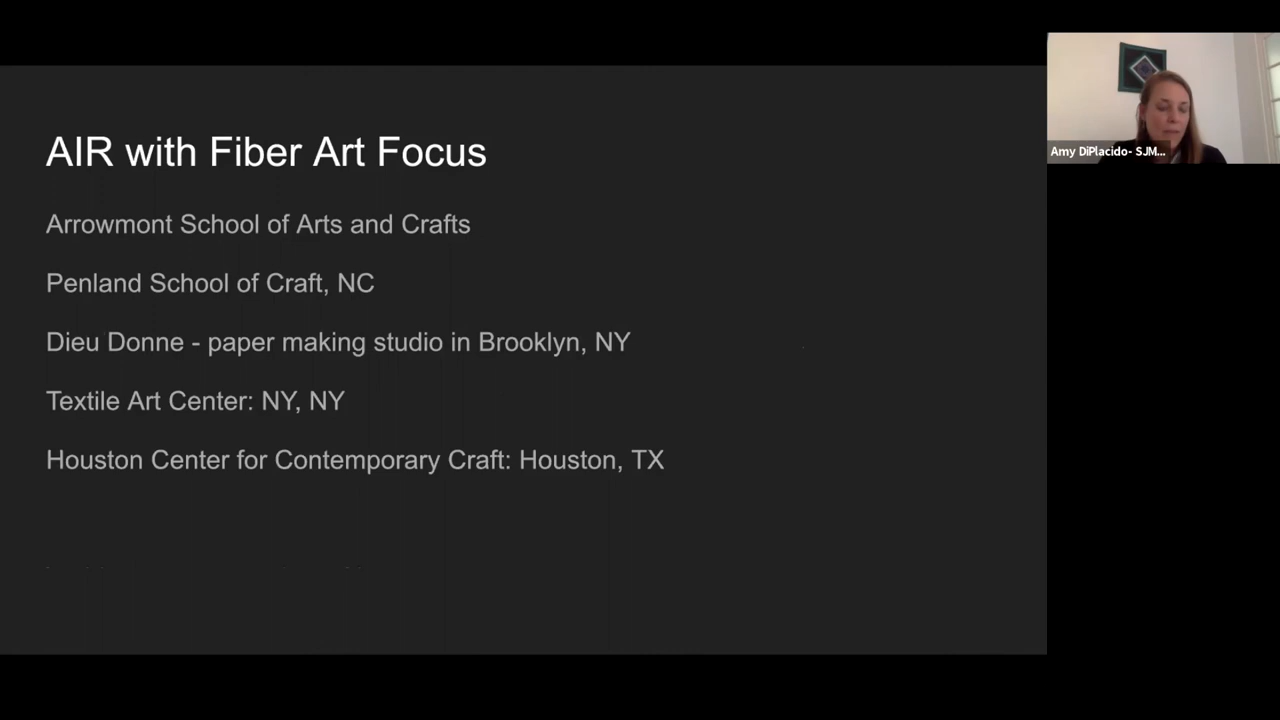 AIR with Fiber Art Focus
Arrowmont School of Arts and Crafts
Penland School of Craft, NC
Dieu Donne - paper making studio in Brooklyn, NY
Textile Art Center: NY, NY
Houston Center for Contemporary Craft: Houston, TX
Amy DiPlacido- SJM...